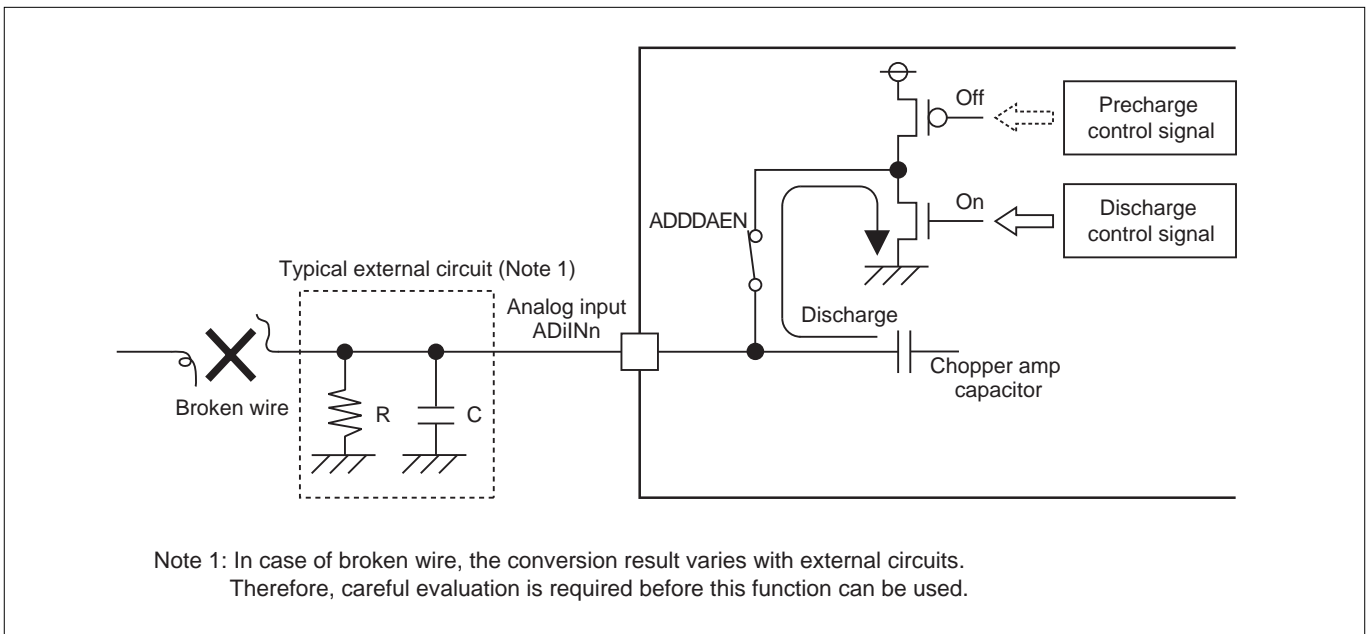 Off
Precharge
control signal
On
Discharge
control signal
ADDDAEN
Typical external circuit (Note 1)
Analog input
ADiINn
Discharge
Chopper amp
capacitor
Broken wire
R
C
Note 1: In case of broken wire, the conversion result varies with external circuits.
Therefore, careful evaluation is required before this function can be used.